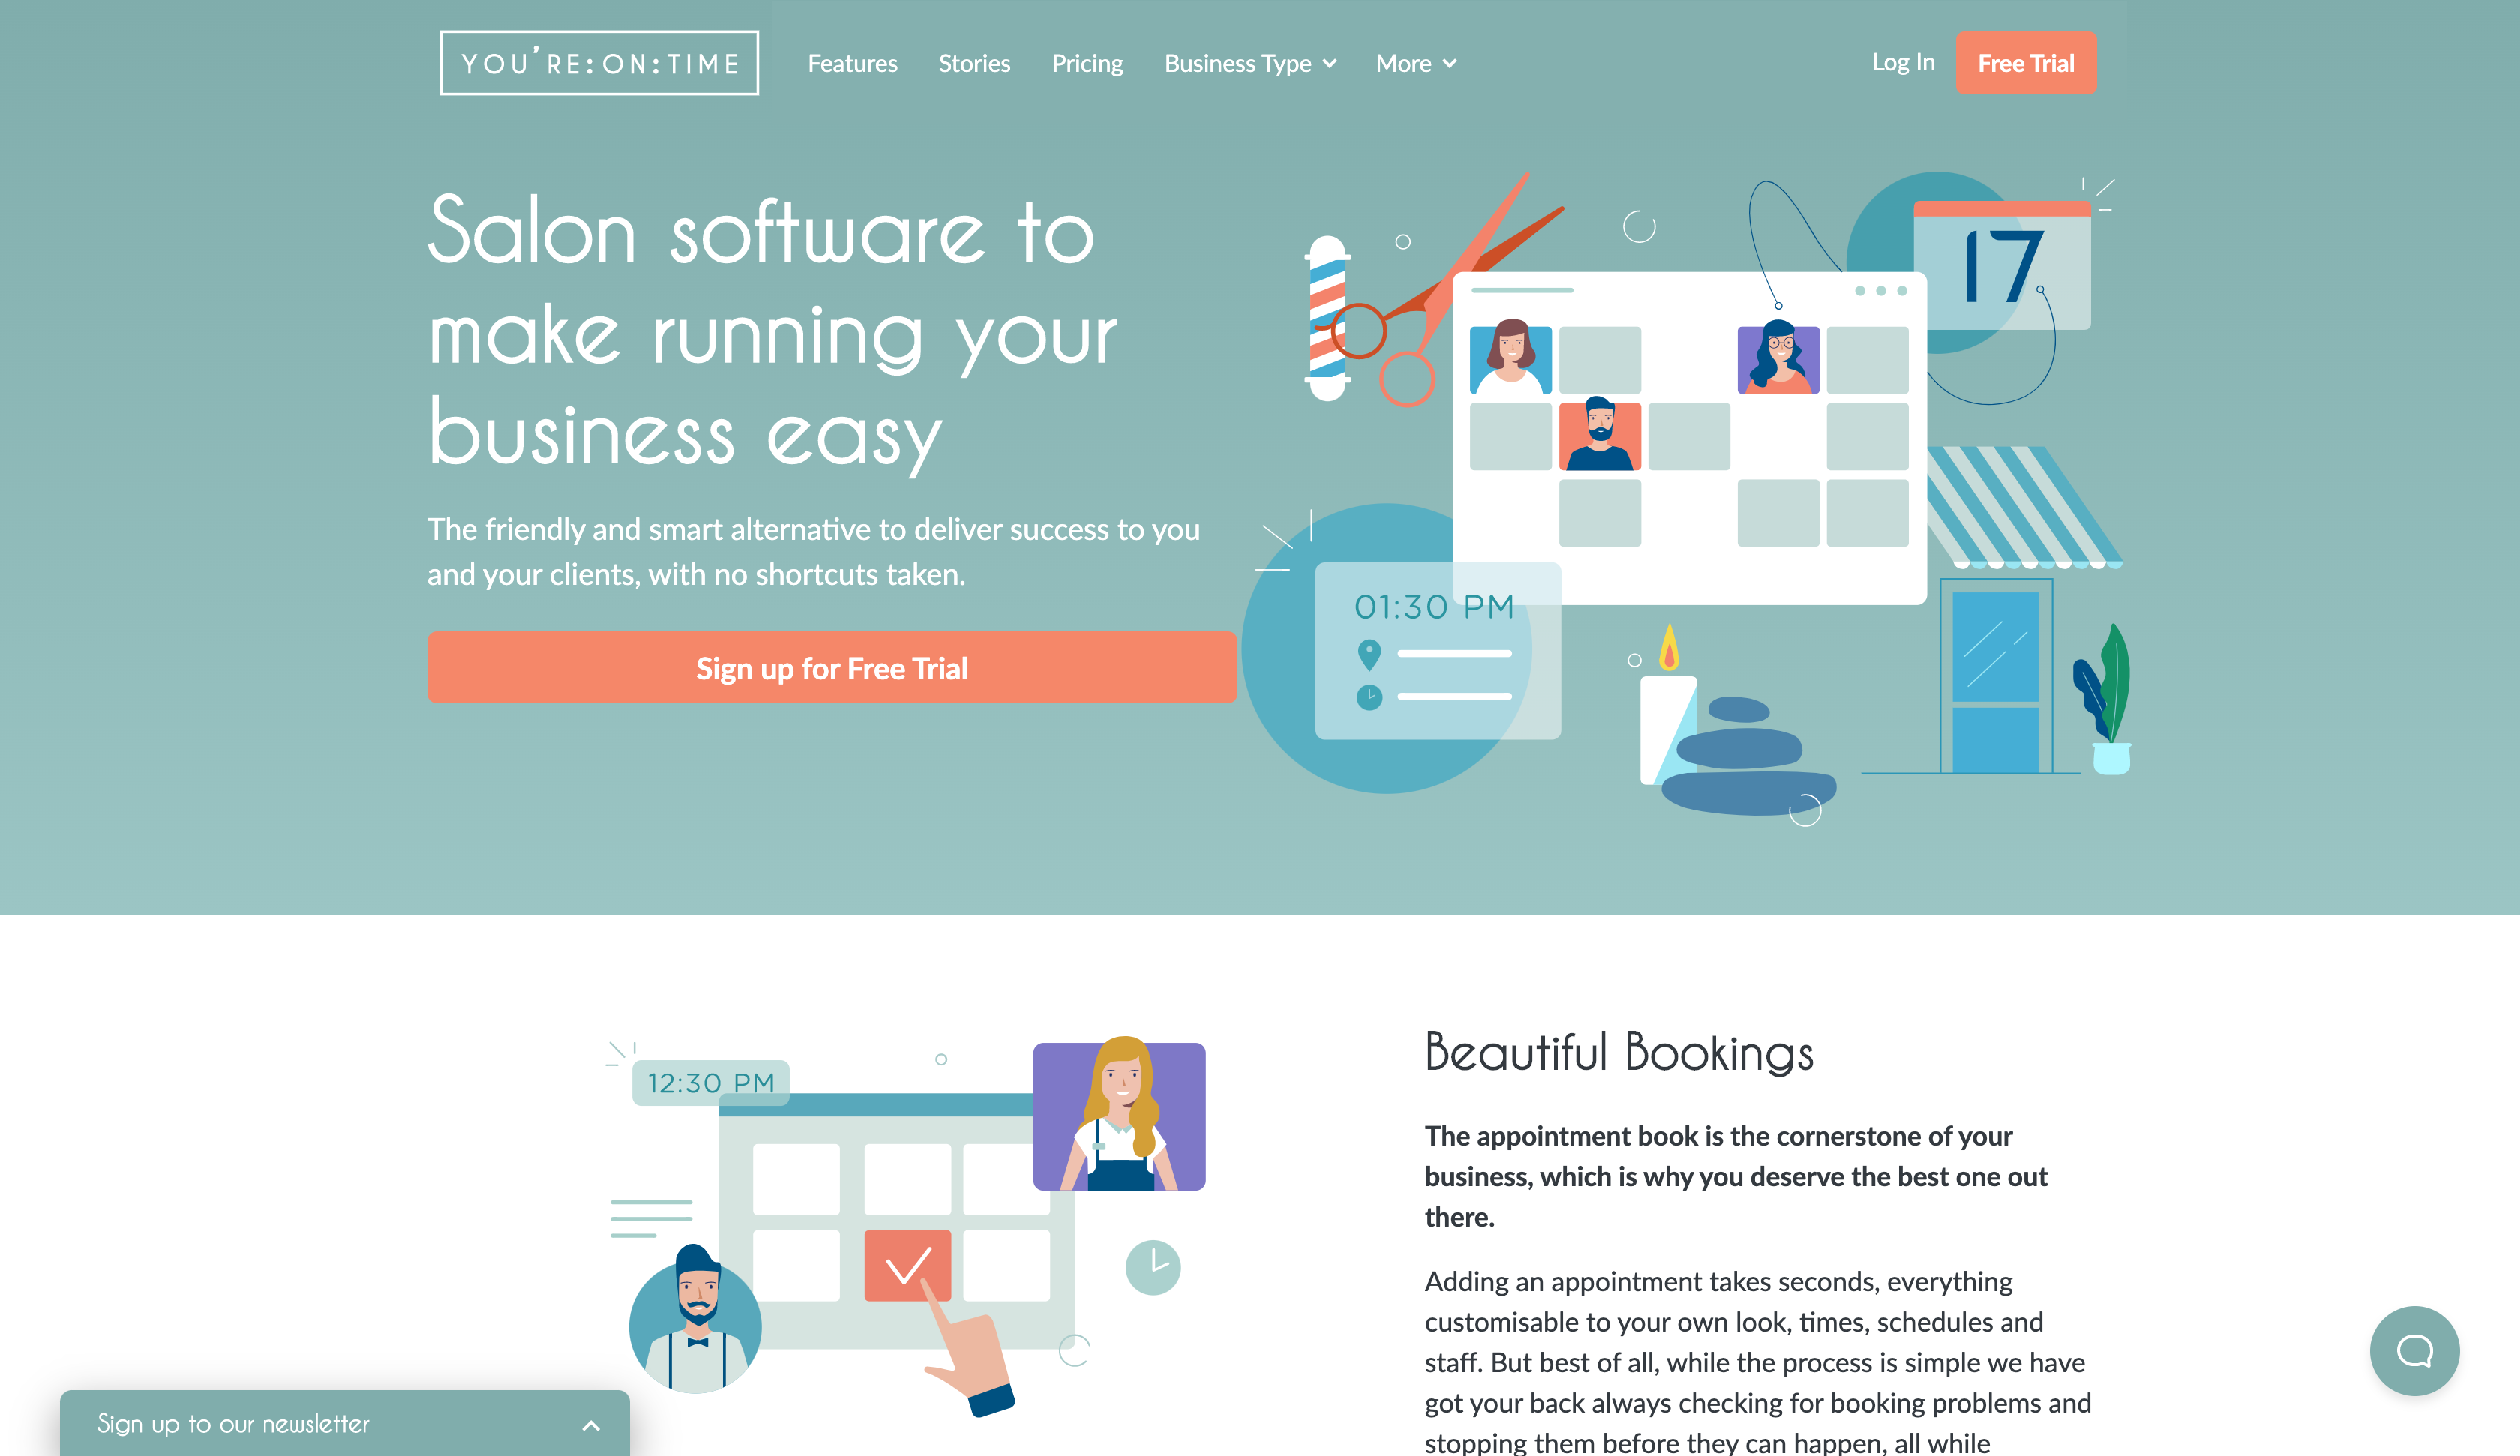 YOU'RE:ON:TIME
Features
Stories
Pricing
Business Type
More
Log In
Free Trial
Salon software to
make running your
business easy
The friendly and smart alternative to deliver success to you
and your clients, with no shortcuts taken.
Sign up for Free Trial
17
01:30 PM
12:30 PM
Beautiful Bookings
The appointment book is the cornerstone of your
business, which is why you deserve the best one out
there.
Adding an appointment takes seconds, everything
customisable to your own look, times, schedules and
staff. But best of all, while the process is simple we have
got your back always checking for booking problems and
stopping them before they can happen, all while
Sign up to our newsletter